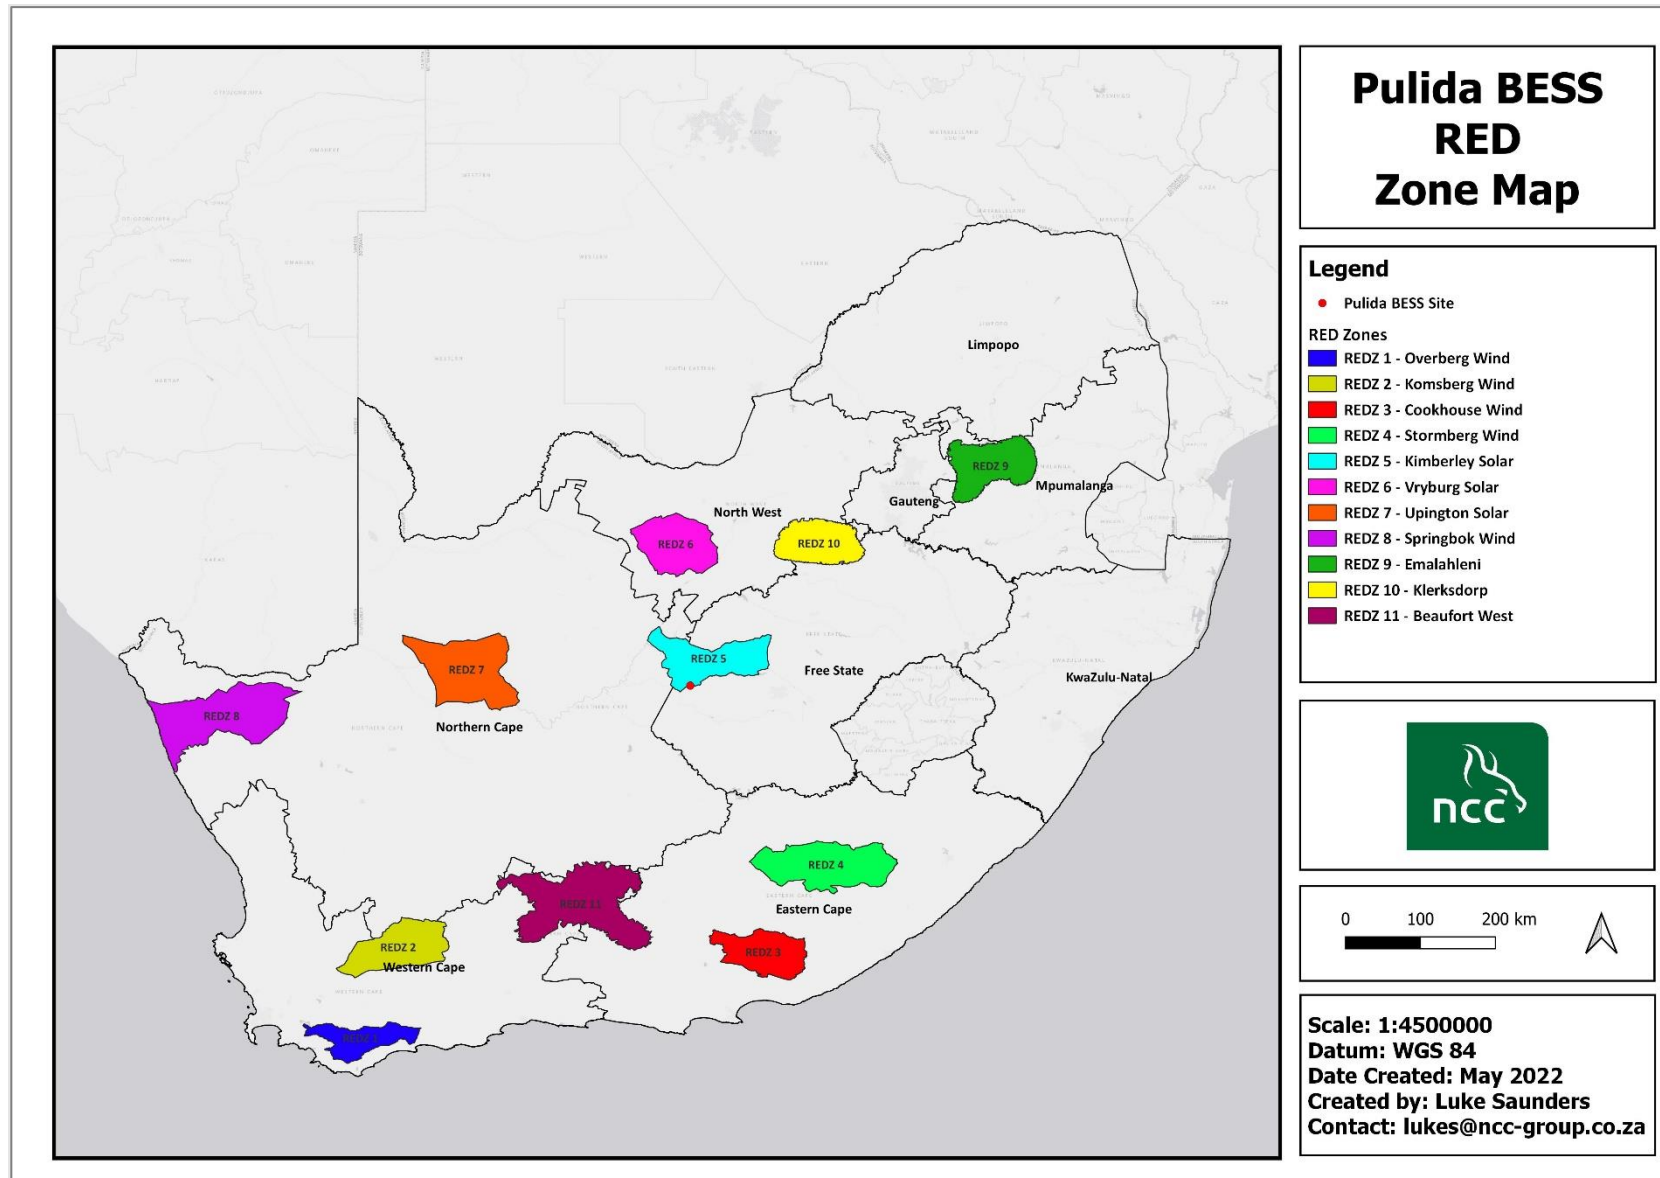 Pulida BESS
RED
Zone Map
Legend
Pulida BESS Site
RED Zones
REDZ 1 - Overberg Wind
REDZ 2 - Komsberg Wind
REDZ 3 - Cookhouse Wind
REDZ 4 - Stormberg Wind
REDZ 5 - Kimberley Solar
REDZ 6 - Vryburg Solar
REDZ 7 - Upington Solar
REDZ 8 - Springbok Wind
REDZ 9 - Emalahleni
REDZ 10 - Klerksdorp
REDZ 11 - Beaufort West
Limpopo
REDZ 9
Mpumalanga
Gauteng
North West
REDZ 6
REDZ 10
REDZ 5
Free State
KwaZulu-Natal
REDZ 7
Northern Cape
REDZ 8
REDZ 4
Eastern Cape
REDZ 11
REDZ 3
REDZ 2
Western Cape
REDZ 1
ncc
0 100 200 km
Scale: 1:4500000
Datum: WGS 84
Date Created: May 2022
Created by: Luke Saunders
Contact: lukes@ncc-group.co.za